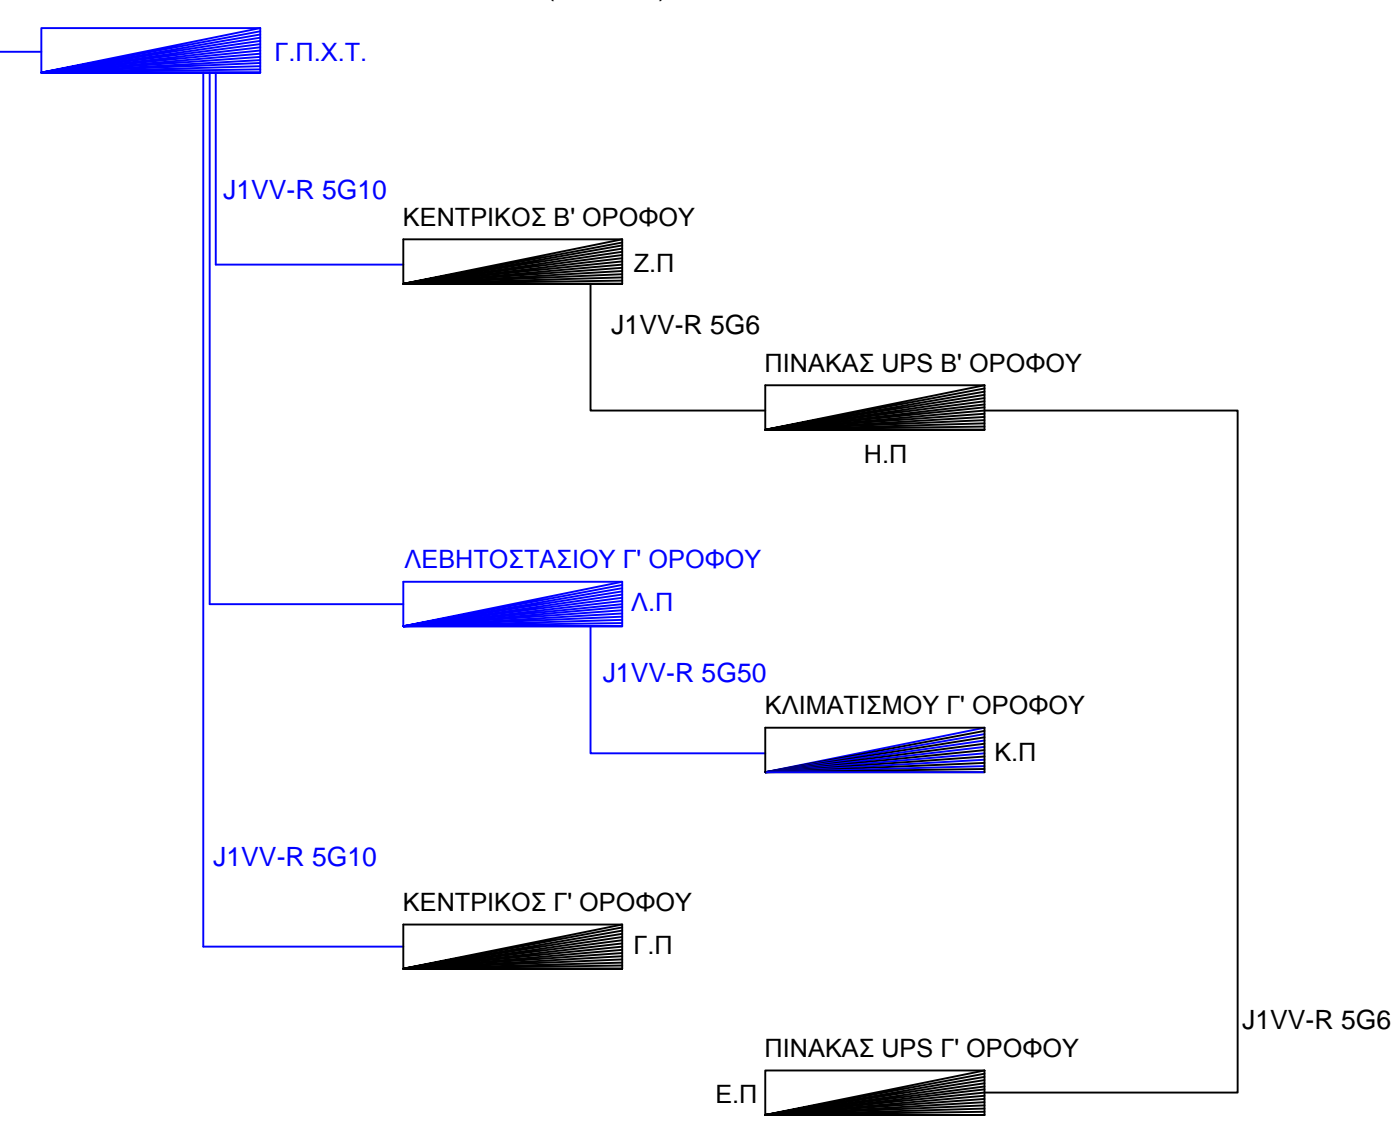 Γ.Π.Χ.Τ.
J1VV-R 5G10
ΚΕΝΤΡΙΚΟΣ Β' ΟΡΟΦΟΥ
Ζ.Π
J1VV-R 5G6
ΠΙΝΑΚΑΣ UPS Β' ΟΡΟΦΟΥ
Η.Π
ΛΕΒΗΤΟΣΤΑΣΙΟΥ Γ' ΟΡΟΦΟΥ
Λ.Π
J1VV-R 5G50
ΚΛΙΜΑΤΙΣΜΟΥ Γ' ΟΡΟΦΟΥ
Κ.Π
J1VV-R 5G10
ΚΕΝΤΡΙΚΟΣ Γ' ΟΡΟΦΟΥ
Γ.Π
J1VV-R 5G6
ΠΙΝΑΚΑΣ UPS Γ' ΟΡΟΦΟΥ
Ε.Π